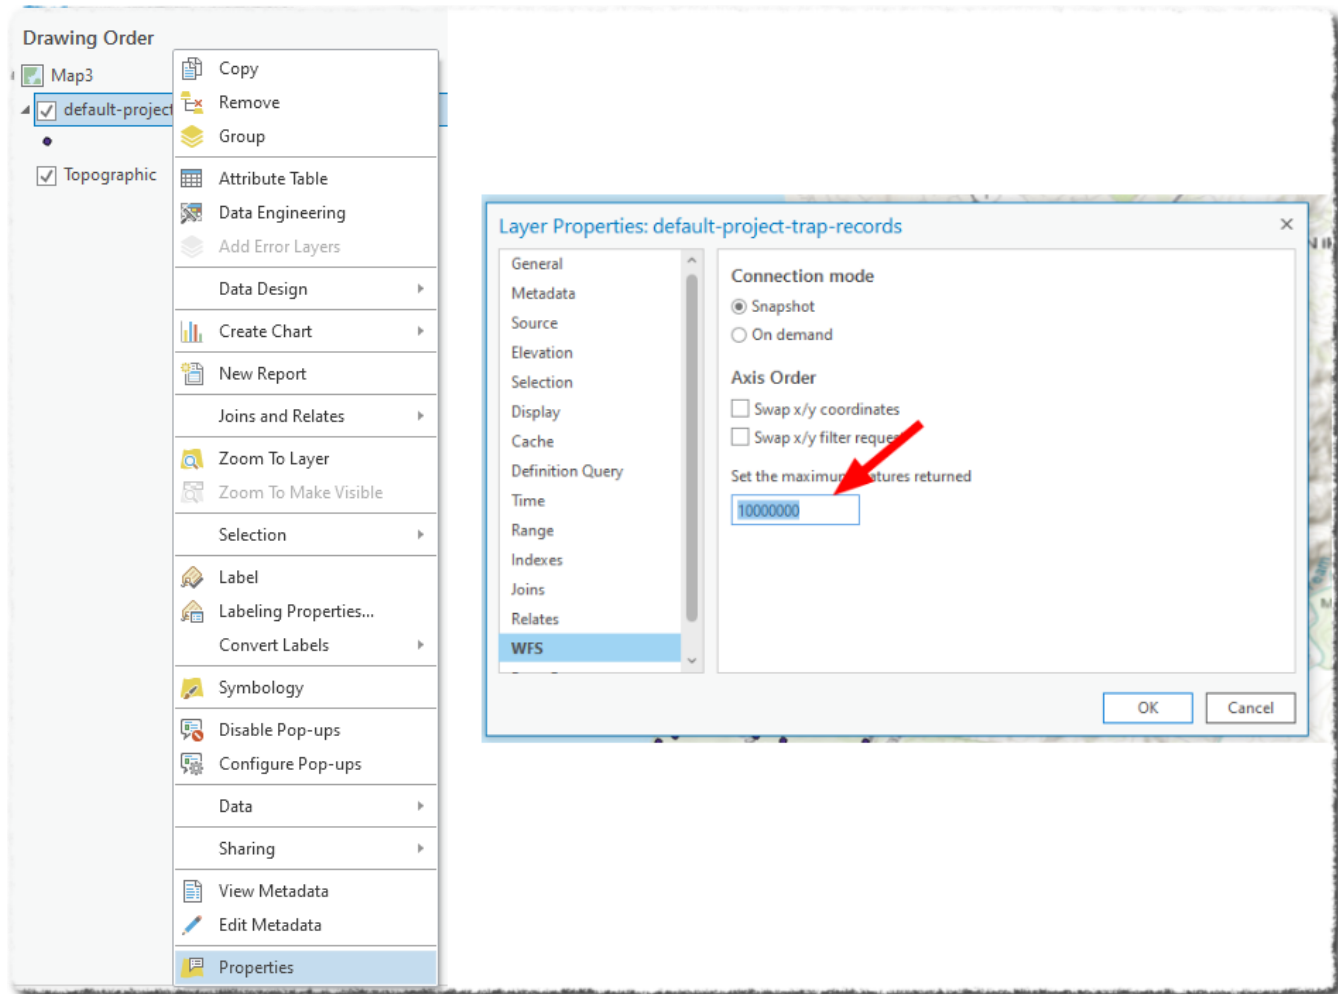 Drawing Order
Map3
default-project
Topographic
Copy
Remove
Group
Attribute Table
Data Engineering
Add Error Layers
Data Design
Create Chart
New Report
Joins and Relates
Zoom To Layer
Zoom To Make Visible
Selection
Label
Labeling Properties...
Convert Labels
Symbology
Disable Pop-ups
Configure Pop-ups
Data
Sharing
View Metadata
Edit Metadata
Properties
Layer Properties: default-project-trap-records
General
Metadata
Source
Elevation
Selection
Display
Cache
Definition Query
Time
Range
Indexes
Joins
Relates
WFS
Connection mode
Snapshot
On demand
Axis Order
Swap x/y coordinates
Swap x/y filter
Set the returned
10000000
OK
Cancel